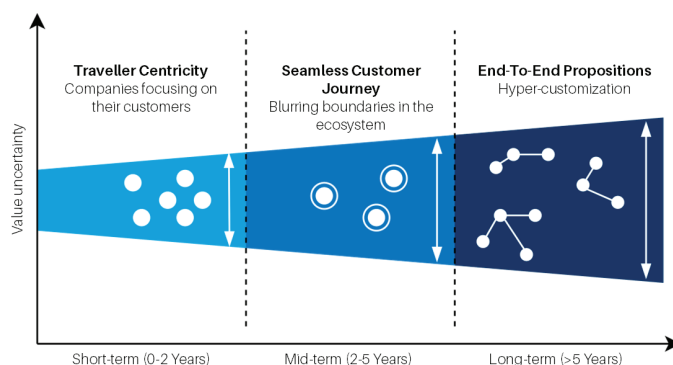 Traveller Centricity
Companies focusing on
their customers
Seamless Customer
Journey
Blurring boundaries in the
ecosystem
End-To-End Propositions
Hyper-customization
Value uncertainty
Short-term (0-2 Years)
Mid-term (2-5 Years)
Long-term (>5 Years)